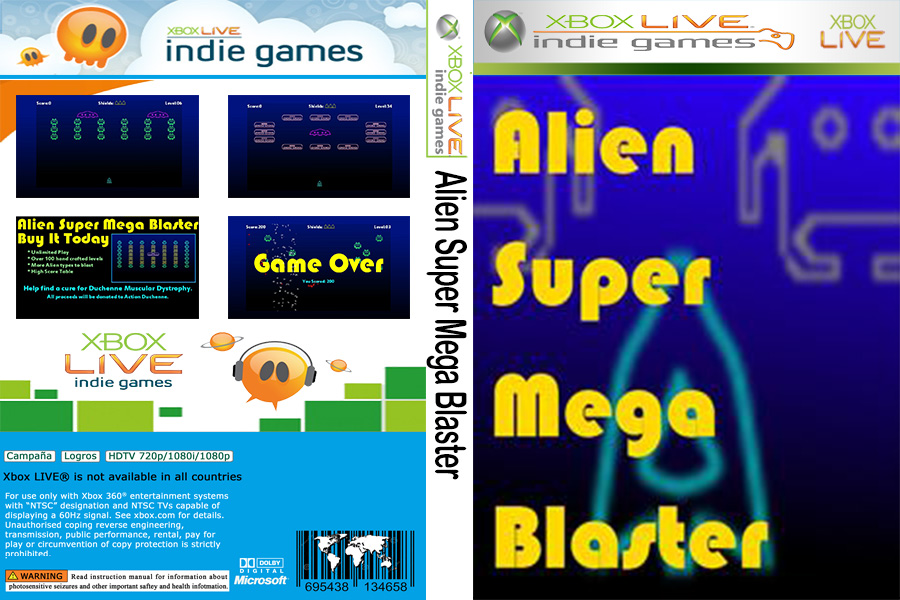 XBOX LIVE
indie games
Score:0 Shields: Level:06
Score:0 Shields: Level:34
Alien Super Mega Blaster
Buy It Today
* Unlimited Play
* Over 100 hand crafted levels
* More Alien types to blast
* High Score Table
Help find a cure for Duchenne Muscular Dystrophy.
All proceeds will be donated to Action Duchenne.
Score:200 Shields: Level:03
Game Over
You Scored: 200
XBOX
LIVE
indie games
Campaña Logros HDTV 720p/1080i/1080p
Xbox LIVE® is not available in all countries
For use only with Xbox 360® entertainment systems
with “NTSC” designation and NTSC TVs capable of
displaying a 60Hz signal. See xbox.com for details.
Unauthorised coping reverse engineering,
transmission, public performance, rental, pay for
play or circumvention of copy protection is strictly
prohibited.
WARNING Read instruction manual for information about
photosensitive seizures and other important saftey and health infotmation.
DOLBY
DIGITAL
Microsoft
695438 134658
XBOX LIVE
indie games
Alien Super Mega Blaster
XBOX LIVE™
indie games
XBOX
LIVE
Alien
Super
Mega
Blaster